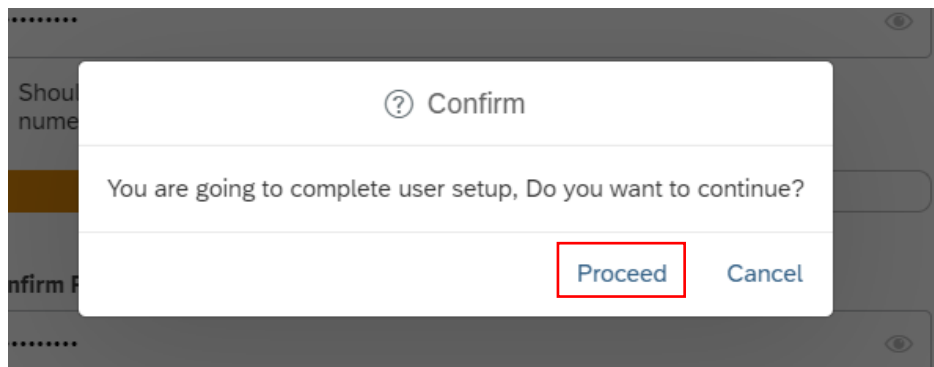 Confirm
You are going to complete user setup, Do you want to continue?
Proceed Cancel